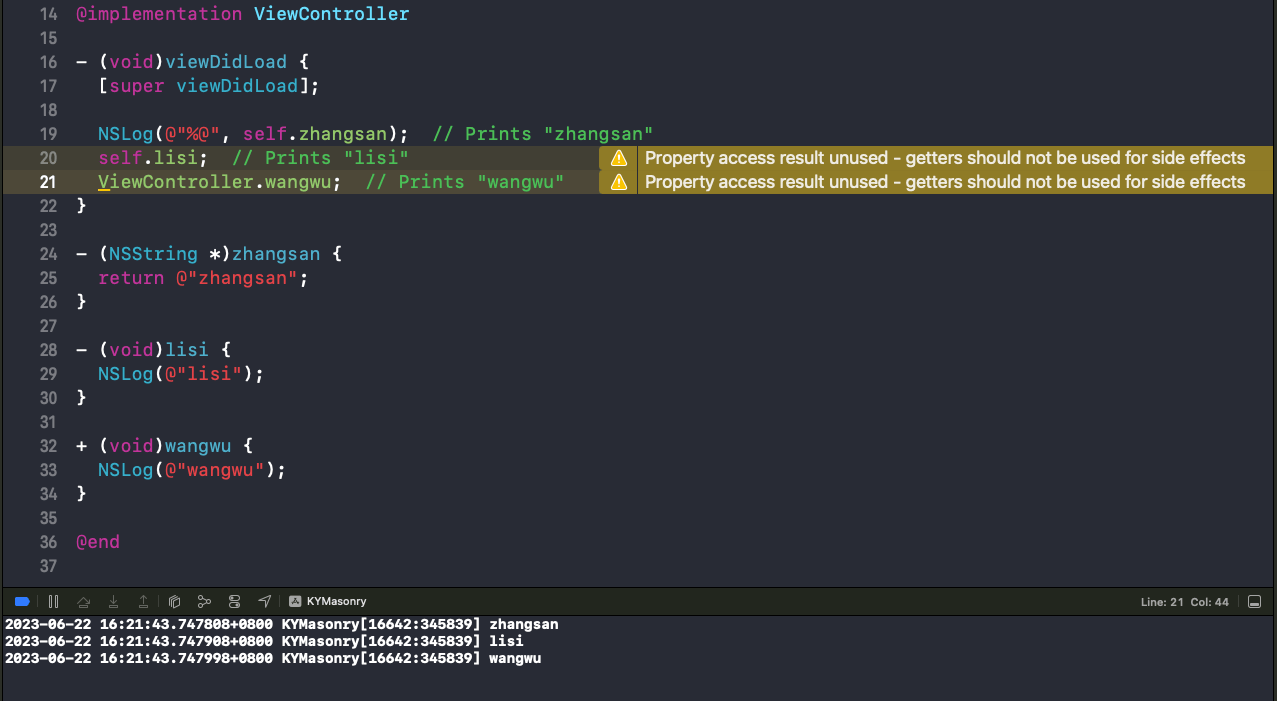 14 @implementation ViewController
15
16 - (void)viewDidLoad {
17   [super viewDidLoad];
18
19   NSLog(@"%@", self.zhangsan);  // Prints "zhangsan"
20   self.lisi;  // Prints "lisi" Property access result unused - getters should not be used for side effects
21   ViewController.wangwu;  // Prints "wangwu" Property access result unused - getters should not be used for side effects
22 }
23
24 - (NSString *)zhangsan {
25   return @"zhangsan";
26 }
27
28 - (void)lisi {
29   NSLog(@"lisi");
30 }
31
32 + (void)wangwu {
33   NSLog(@"wangwu");
34 }
35
36 @end
37
KYMasonry Line: 21 Col: 44
2023-06-22 16:21:43.747808+0800 KYMasonry[16642:345839] zhangsan
2023-06-22 16:21:43.747908+0800 KYMasonry[16642:345839] lisi
2023-06-22 16:21:43.747998+0800 KYMasonry[16642:345839] wangwu